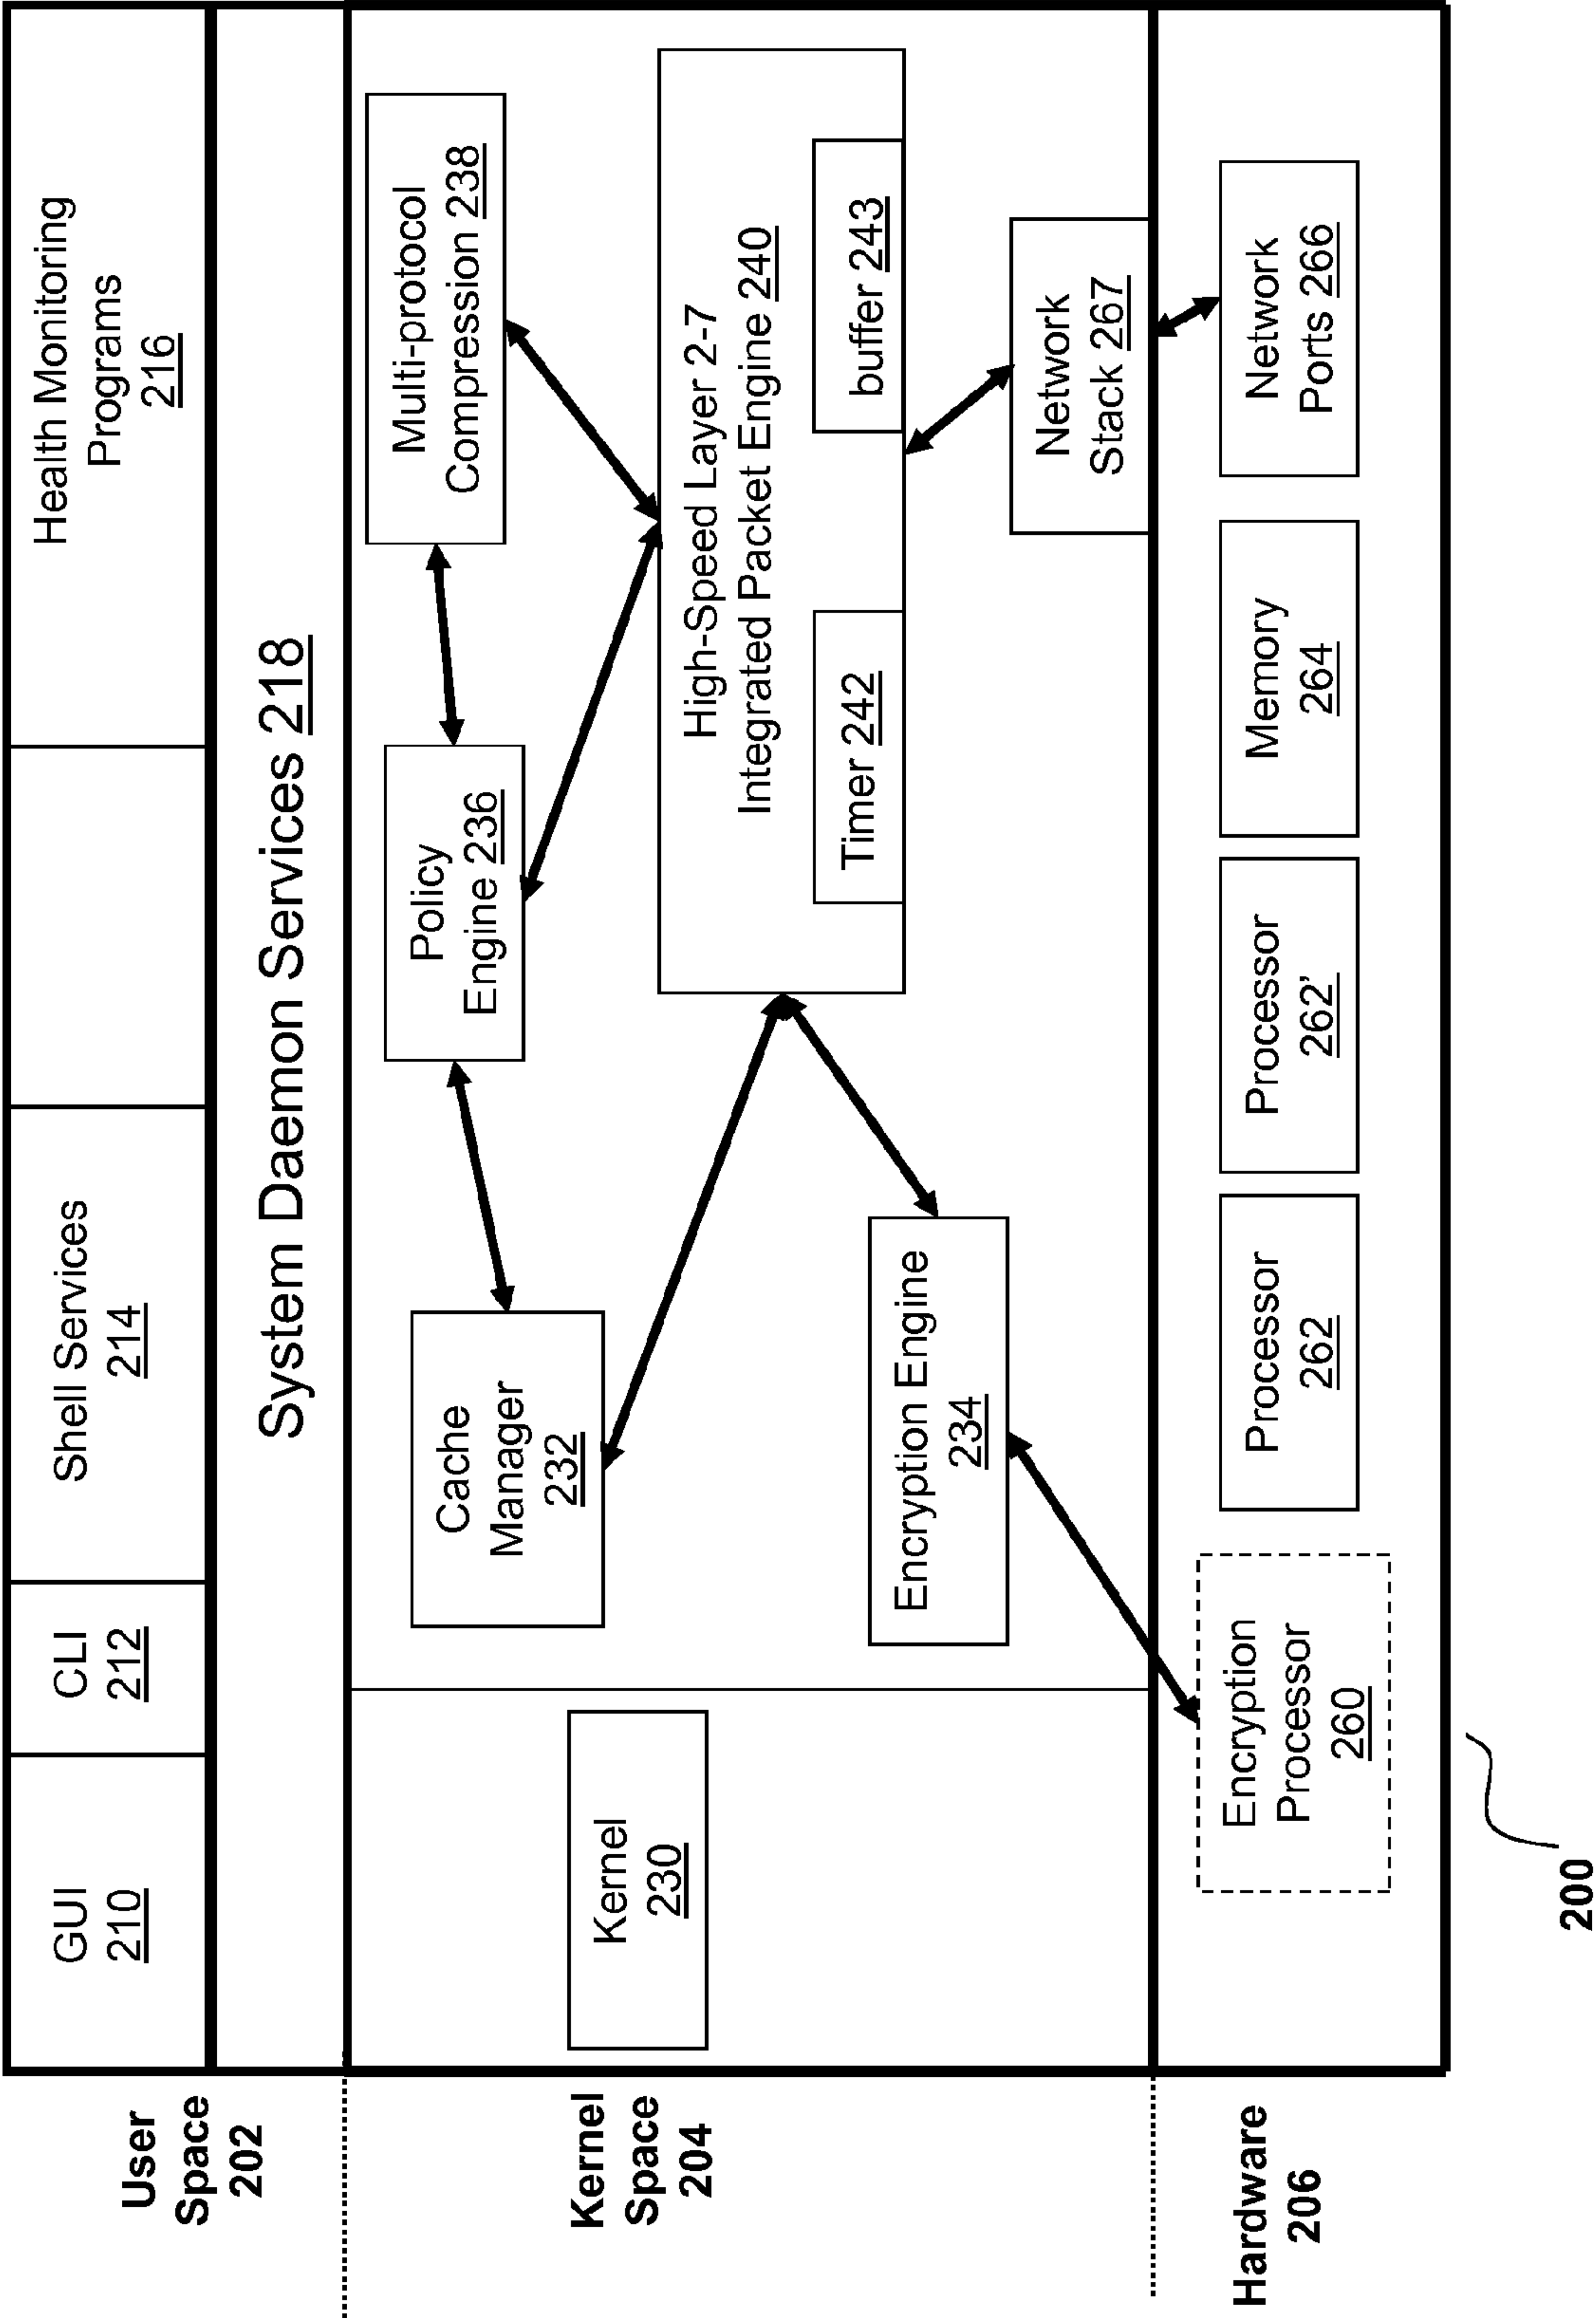 User
Space
202
GUI
210
CLI
212
Shell Services
214
Health Monitoring
Programs
216
System Daemon Services 218
Kernel
Space
204
Kernel
230
Cache
Manager
232
Policy
Engine 236
Multi-protocol
Compression 238
High-Speed Layer 2-7
Integrated Packet Engine 240
Timer 242
buffer 243
Encryption Engine
234
Network
Stack 267
Hardware
206
Encryption
Processor
260
Processor
262
Processor
262’
Memory
264
Network
Ports 266
200